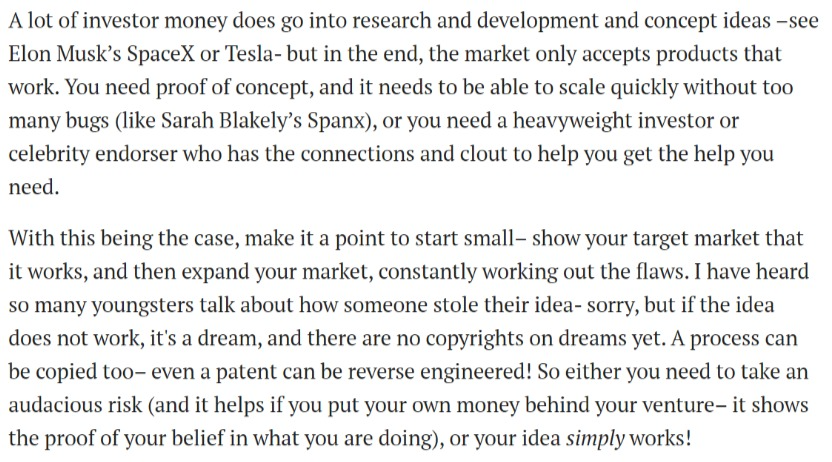 A lot of investor money does go into research and development and concept ideas –see
Elon Musk’s SpaceX or Tesla- but in the end, the market only accepts products that
work. You need proof of concept, and it needs to be able to scale quickly without too
many bugs (like Sarah Blakely’s Spanx), or you need a heavyweight investor or
celebrity endorser who has the connections and clout to help you get the help you
need.
With this being the case, make it a point to start small– show your target market that
it works, and then expand your market, constantly working out the flaws. I have heard
so many youngsters talk about how someone stole their idea- sorry, but if the idea
does not work, it's a dream, and there are no copyrights on dreams yet. A process can
be copied too– even a patent can be reverse engineered! So either you need to take an
audacious risk (and it helps if you put your own money behind your venture– it shows
the proof of your belief in what you are doing), or your idea simply works!